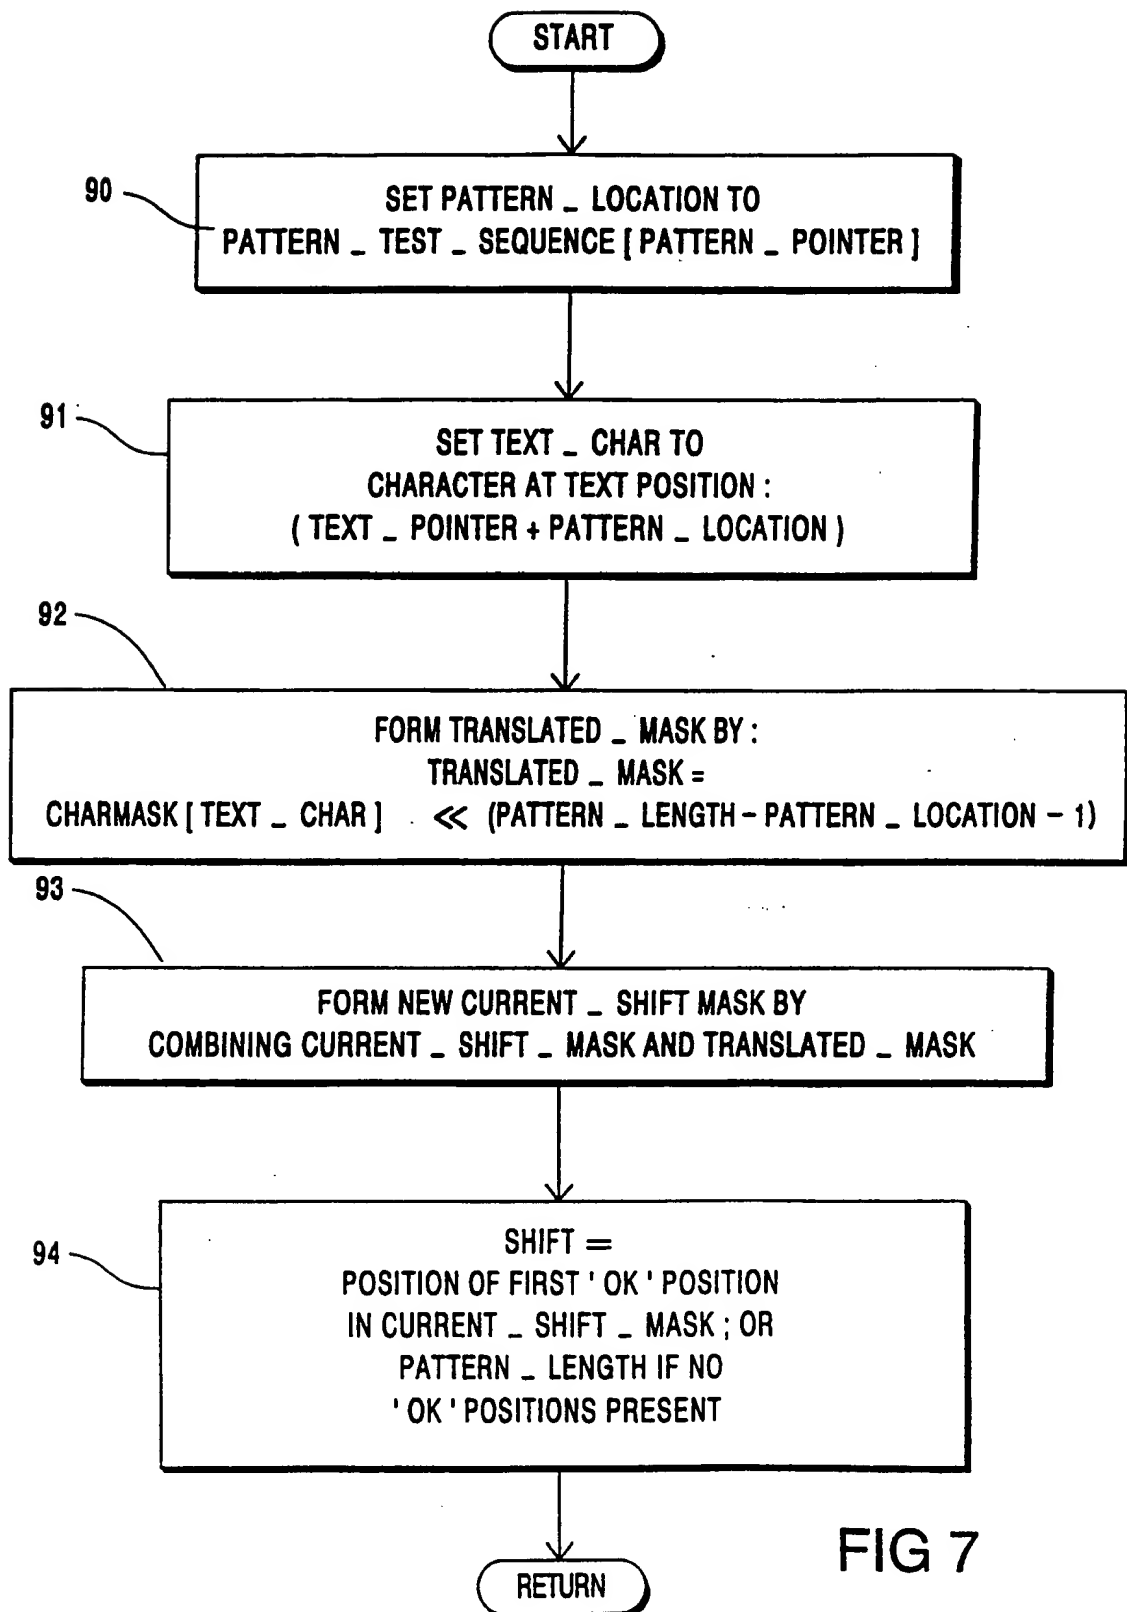 START
90
SET PATTERN _ LOCATION TO
PATTERN _ TEST _ SEQUENCE [ PATTERN _ POINTER ]
91
SET TEXT _ CHAR TO
CHARACTER AT TEXT POSITION :
( TEXT _ POINTER + PATTERN _ LOCATION )
92
FORM TRANSLATED _ MASK BY :
TRANSLATED _ MASK =
CHARMASK [ TEXT _ CHAR ] << (PATTERN _ LENGTH - PATTERN _ LOCATION - 1)
93
FORM NEW CURRENT _ SHIFT MASK BY
COMBINING CURRENT _ SHIFT _ MASK AND TRANSLATED _ MASK
94
SHIFT =
POSITION OF FIRST ' OK ' POSITION
IN CURRENT _ SHIFT _ MASK ; OR
PATTERN _ LENGTH IF NO
' OK ' POSITIONS PRESENT
RETURN
FIG 7